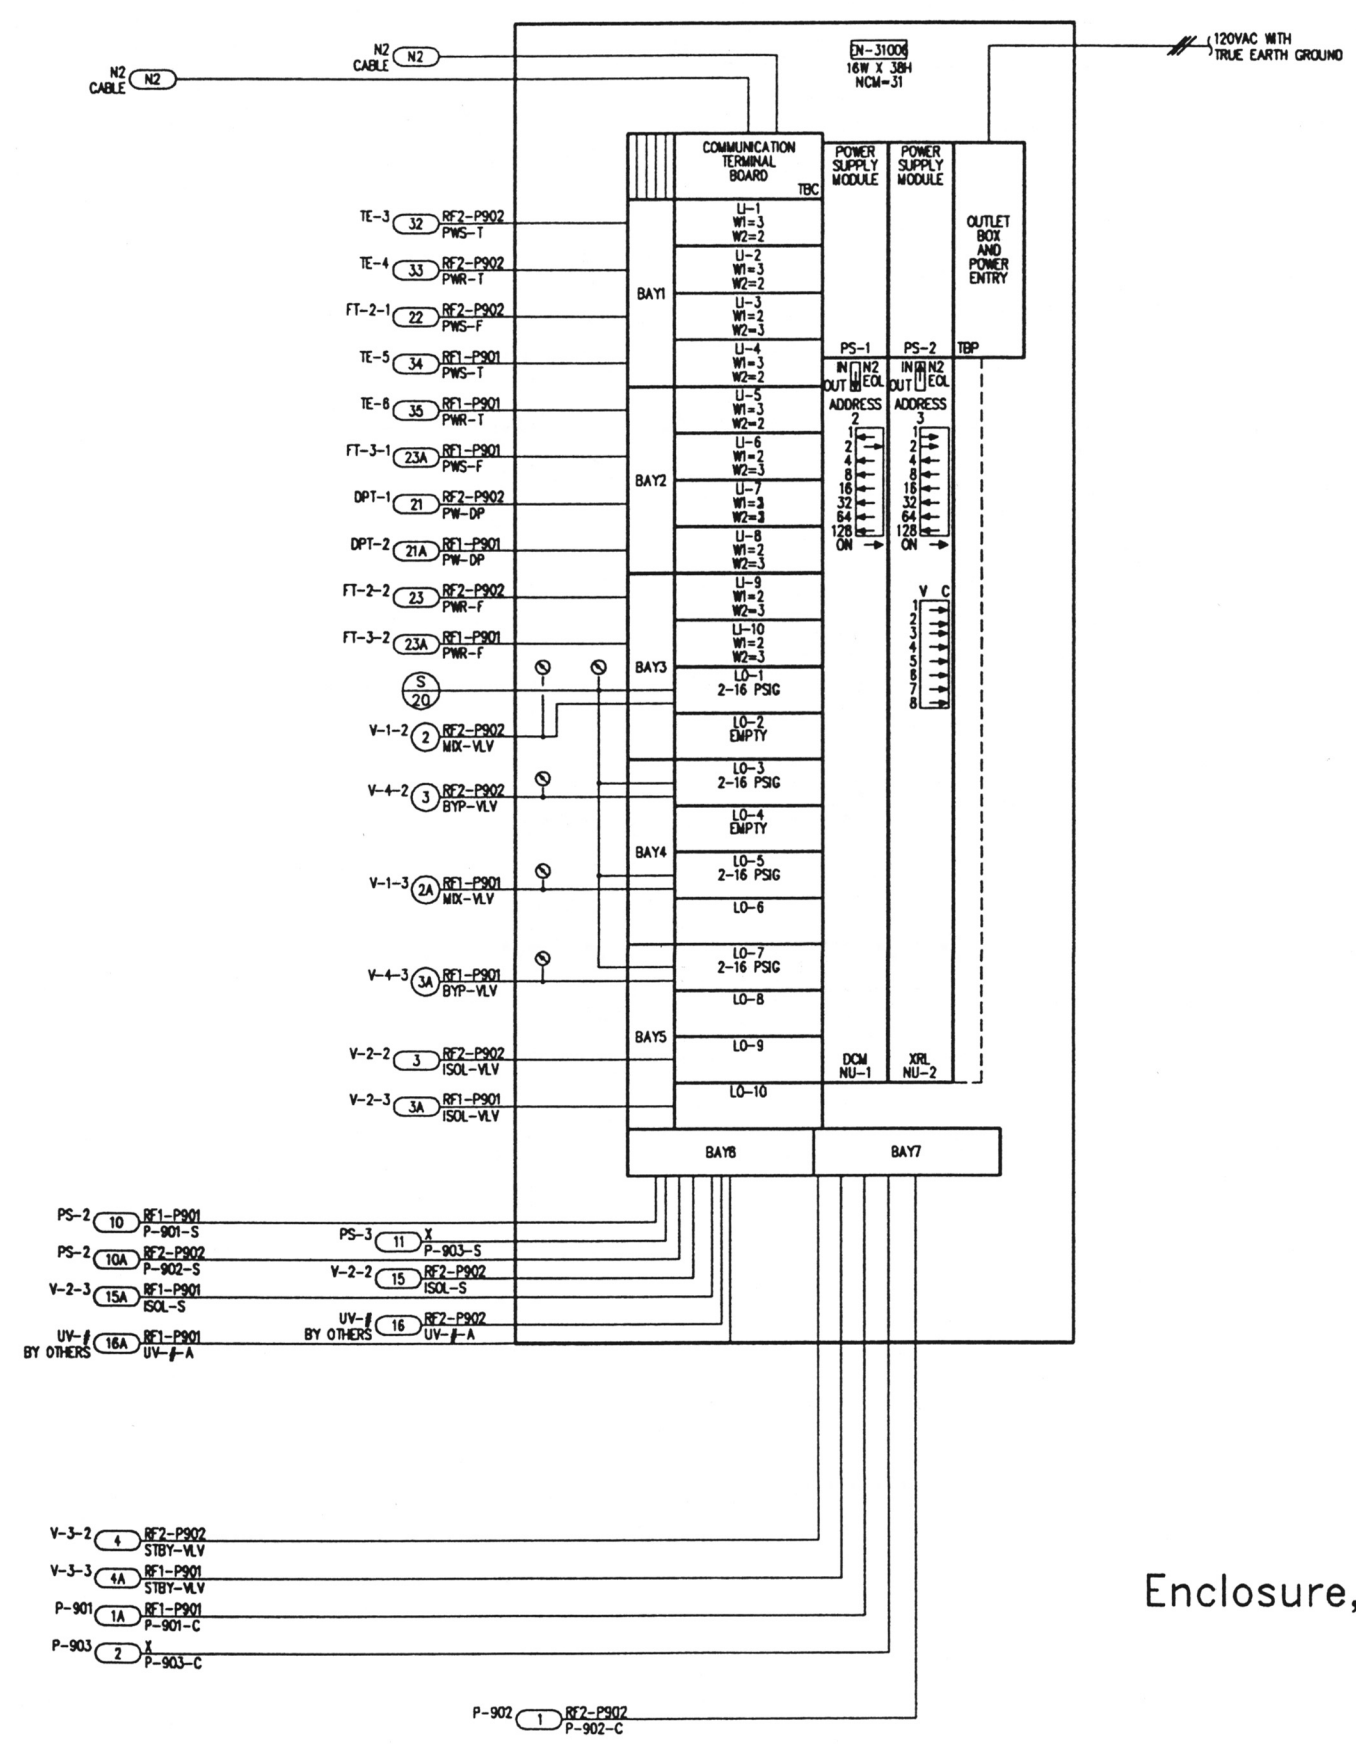 N2
CABLE
N2
N2
CABLE
N2
EN-31006
16W X 38H
NCM=31
120VAC WITH
TRUE EARTH GROUND
COMMUNICATION
TERMINAL
BOARD
TBC
POWER
SUPPLY
MODULE
PS-1
POWER
SUPPLY
MODULE
PS-2
OUTLET
BOX
AND
POWER
ENTRY
TBP
TE-3 32 RF2-P902
PWS-T
TE-4 33 RF2-P902
PWR-T
FT-2-1 22 RF2-P902
PWS-F
TE-5 34 RF1-P901
PWS-T
TE-6 35 RF1-P901
PWR-T
FT-3-1 23A RF1-P901
PWS-F
DPT-1 21 RF2-P902
PW-DP
DPT-2 21A RF1-P901
PW-DP
FT-2-2 23 RF2-P902
PWR-F
FT-3-2 23A RF1-P901
PWR-F
S
20
V-1-2 2 RF2-P902
MIX-VLV
V-4-2 3 RF2-P902
BYP-VLV
V-1-3 2A RF1-P901
MIX-VLV
V-4-3 3A RF1-P901
BYP-VLV
V-2-2 3 RF2-P902
ISOL-VLV
V-2-3 3A RF1-P901
ISOL-VLV
BAY1
BAY2
BAY3
BAY4
BAY5
LI-1
W1=3
W2=2
LI-2
W1=3
W2=2
LI-3
W1=2
W2=3
LI-4
W1=3
W2=2
LI-5
W1=3
W2=2
LI-6
W1=2
W2=3
LI-7
W1=
W2=
LI-8
W1=2
W2=3
LI-9
W1=2
W2=3
LI-10
W1=2
W2=3
LO-1
2-16 PSIG
LO-2
EMPTY
LO-3
2-16 PSIG
LO-4
EMPTY
LO-5
2-16 PSIG
LO-6
LO-7
2-16 PSIG
LO-8
LO-9
LO-10
IN N2
OUT EOL
ADDRESS
2
1
2
4
8
16
32
64
128
ON
DCM
NU-1
IN N2
OUT EOL
ADDRESS
3
1
2
4
8
16
32
64
128
ON
V C
1
2
3
4
5
6
7
8
XRL
NU-2
BAY6
BAY7
PS-2 10 RF1-P901
P-901-S
PS-3 11 X
P-903-S
PS-2 10A RF2-P902
P-902-S
V-2-2 15 RF2-P902
ISOL-S
V-2-3 15A RF1-P901
ISOL-S
UV-# 16 RF2-P902
BY OTHERS UV-#-A
UV-# 16A RF1-P901
BY OTHERS UV-#-A
V-3-2 4 RF2-P902
STBY-VLV
V-3-3 4A RF1-P901
STBY-VLV
P-901 1A RF1-P901
P-901-C
P-903 2 X
P-903-C
P-902 1 RF2-P902
P-902-C
Enclosure,